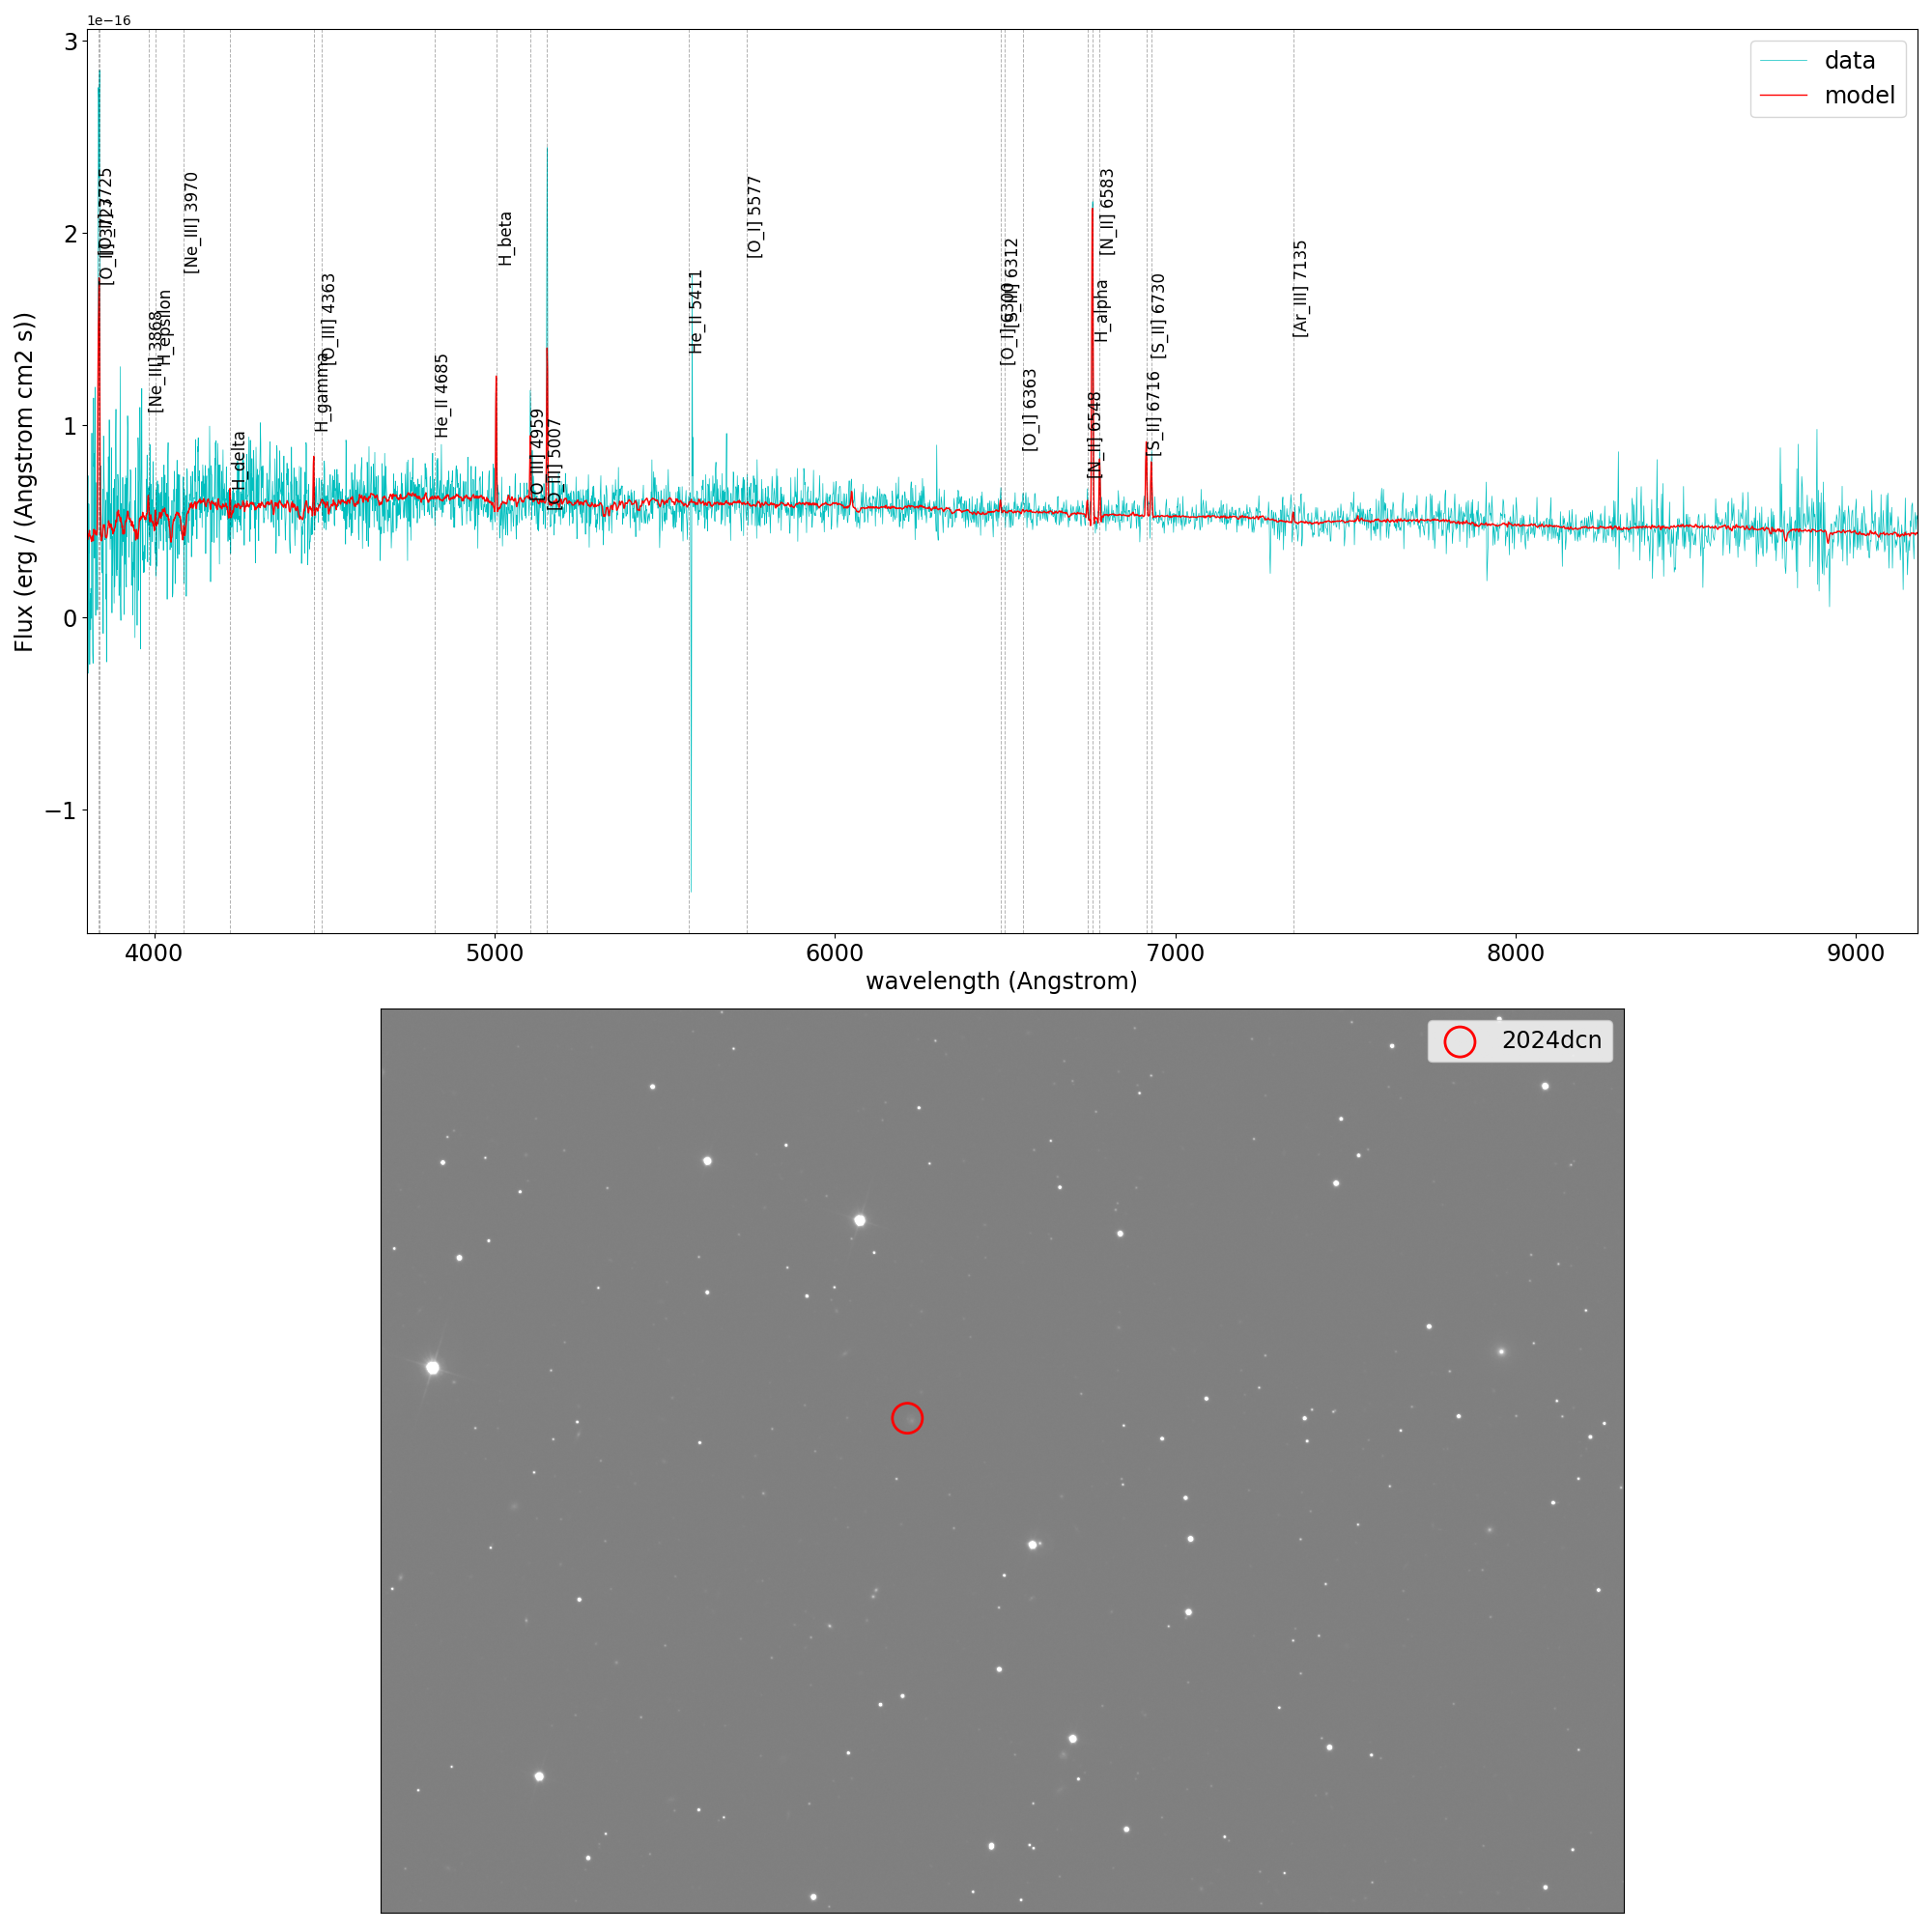 1e−16
3
2
1
0
−1
Flux (erg / (Angstrom cm2 s))
data
model
[O_II] 3725
[Ne_III] 3868
H_epsilon
[Ne_III] 3970
H_delta
H_gamma
[O_III] 4363
He_II 4685
H_beta
[O_III] 4959
[O_III] 5007
He_II 5411
[O_I] 5577
[O_I] 6300
[S_III] 6312
[O_I] 6363
[N_II] 6548
H_alpha
[N_II] 6583
[S_II] 6716
[S_II] 6730
[Ar_III] 7135
4000 5000 6000 7000 8000 9000
wavelength (Angstrom)
2024dcn